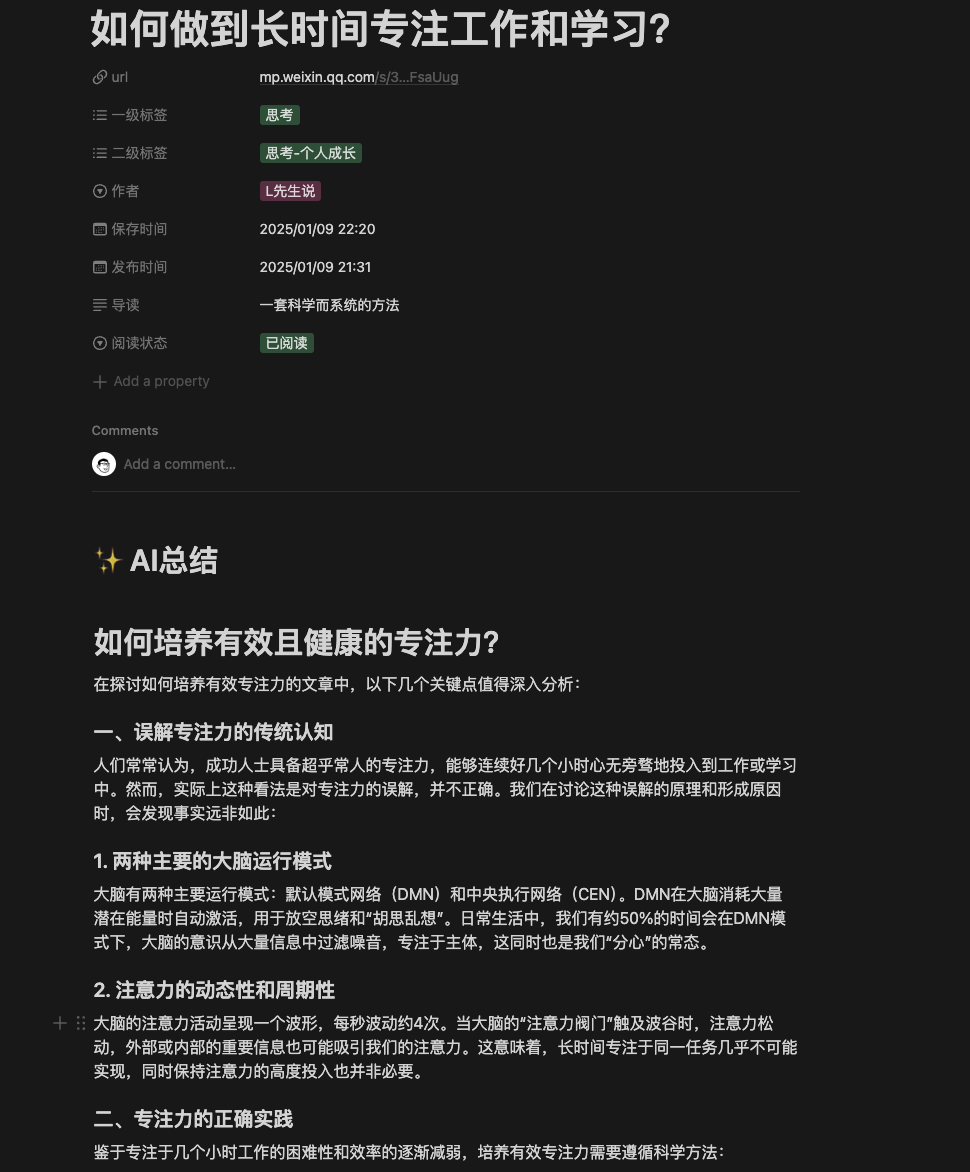 如何做到长时间专注工作和学习?
url mp.weixin.qq.com/s/3...FsaUug
一级标签 思考
二级标签 思考-个人成长
作者 L先生说
保存时间 2025/01/09 22:20
发布时间 2025/01/09 21:31
导读 一套科学而系统的方法
阅读状态 已阅读
Add a property
Comments
Add a comment...
✨ AI总结
如何培养有效且健康的专注力?
在探讨如何培养有效专注力的文章中，以下几个关键点值得深入分析：
一、误解专注力的传统认知
人们常常认为，成功人士具备超乎常人的专注力，能够连续好几个小时心无旁骛地投入到工作或学习
中。然而，实际上这种看法是对专注力的误解，并不正确。我们在讨论这种误解的原理和形成原因
时，会发现事实远非如此：
1. 两种主要的大脑运行模式
大脑有两种主要运行模式：默认模式网络（DMN）和中央执行网络（CEN）。DMN在大脑消耗大量
潜在能量时自动激活，用于放空思绪和“胡思乱想”。日常生活中，我们有约50%的时间会在DMN模
式下，大脑的意识从大量信息中过滤噪音，专注于主体，这同时也是我们“分心”的常态。
2. 注意力的动态性和周期性
大脑的注意力活动呈现一个波形，每秒波动约4次。当大脑的“注意力阀门”触及波谷时，注意力松
动，外部或内部的重要信息也可能吸引我们的注意力。这意味着，长时间专注于同一任务几乎不可能
实现，同时保持注意力的高度投入也并非必要。
二、专注力的正确实践
鉴于专注于几个小时工作的困难性和效率的逐渐减弱，培养有效专注力需要遵循科学方法：